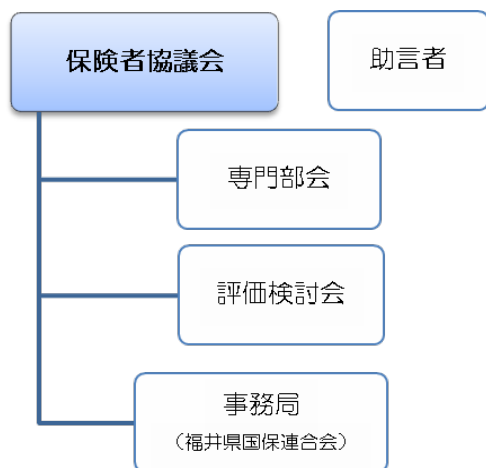 保険者協議会
助言者
専門部会
評価検討会
事務局
（福井県国保連合会）